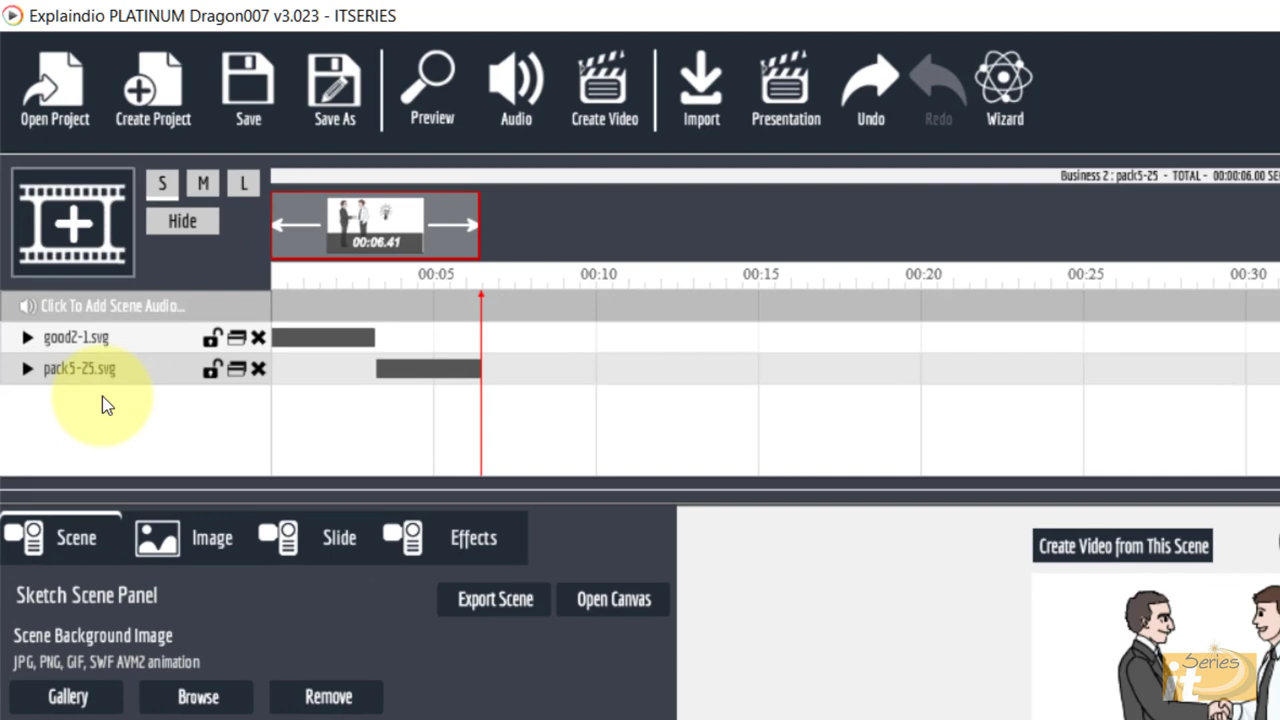 Explaindio PLATINUM Dragon007 v3.023 - ITSERIES
Open Project Create Project Save Save As Preview Audio Create Video Import Presentation Undo Redo Wizard
S M L
Business 2 : pack5-25 - TOTAL - 00:00:06.00 SE
Hide
00:06.41
00:05 00:10 00:15 00:20 00:25 00:30
Click To Add Scene Audio...
good2-1.svg
pack5-25.svg
Scene Image Slide Effects
Create Video from This Scene
Sketch Scene Panel
Export Scene Open Canvas
Scene Background Image
JPG, PNG, GIF, SWF AVM2 animation
Gallery Browse Remove
it Series